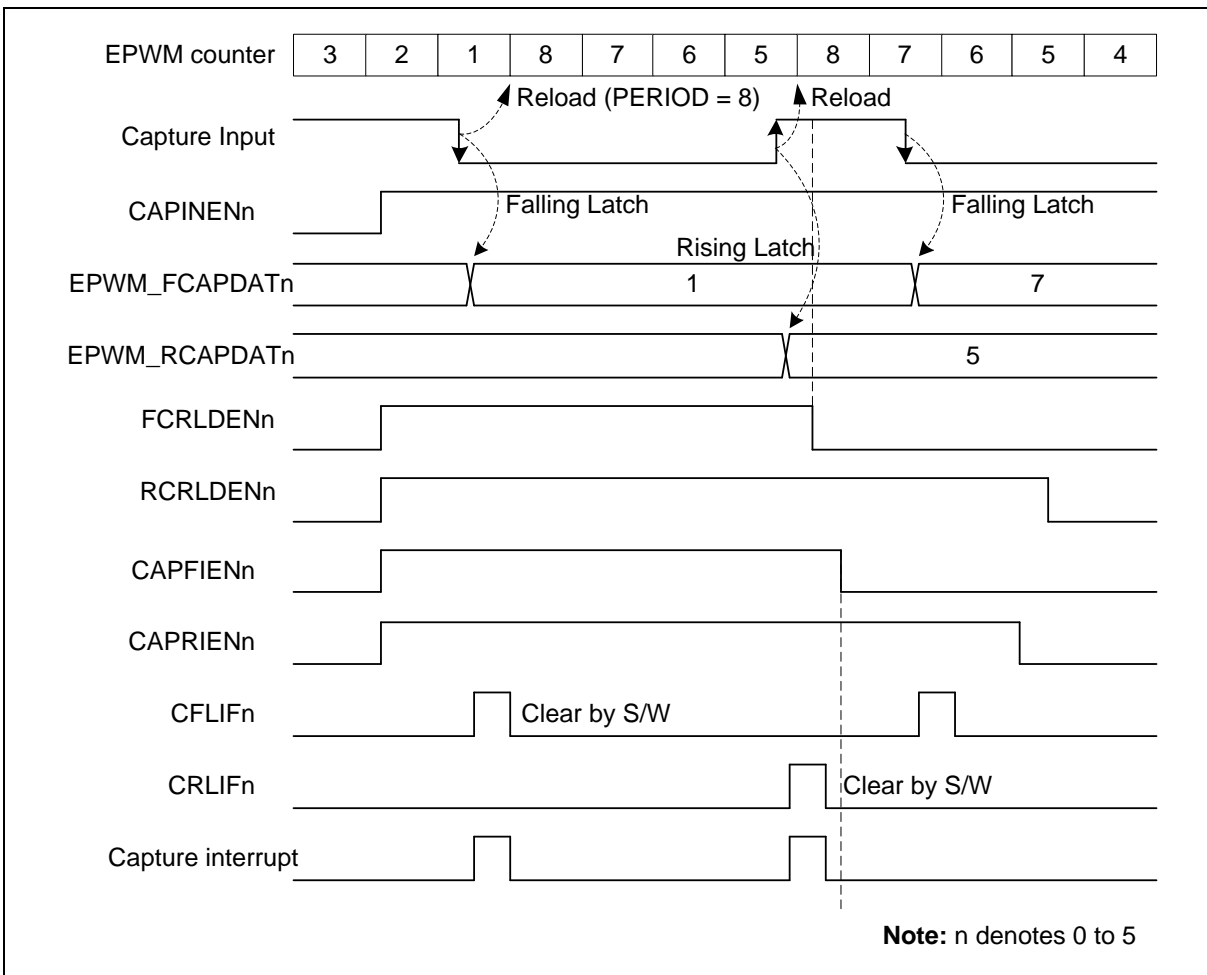 EPWM counter 3 2 1 8 7 6 5 8 7 6 5 4
Reload (PERIOD = 8) Reload
Capture Input
CAPINENn Falling Latch Falling Latch
Rising Latch
EPWM_FCAPDATn 1 7
EPWM_RCAPDATn 5
FCRLDENn
RCRLDENn
CAPFIENn
CAPRIENn
CFLIFn Clear by S/W
CRLIFn Clear by S/W
Capture interrupt
Note: n denotes 0 to 5